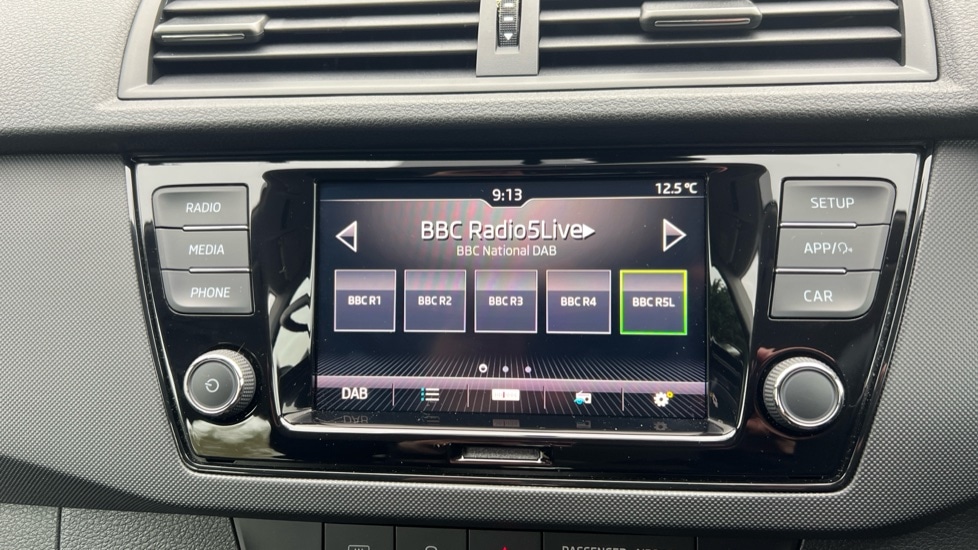 9:13
12.5°C
RADIO
MEDIA
PHONE
BBC Radio5Live
BBC National DAB
BBC R1 BBC R2 BBC R3 BBC R4 BBC R5L
DAB
SETUP
APP/
CAR
PASSENGER